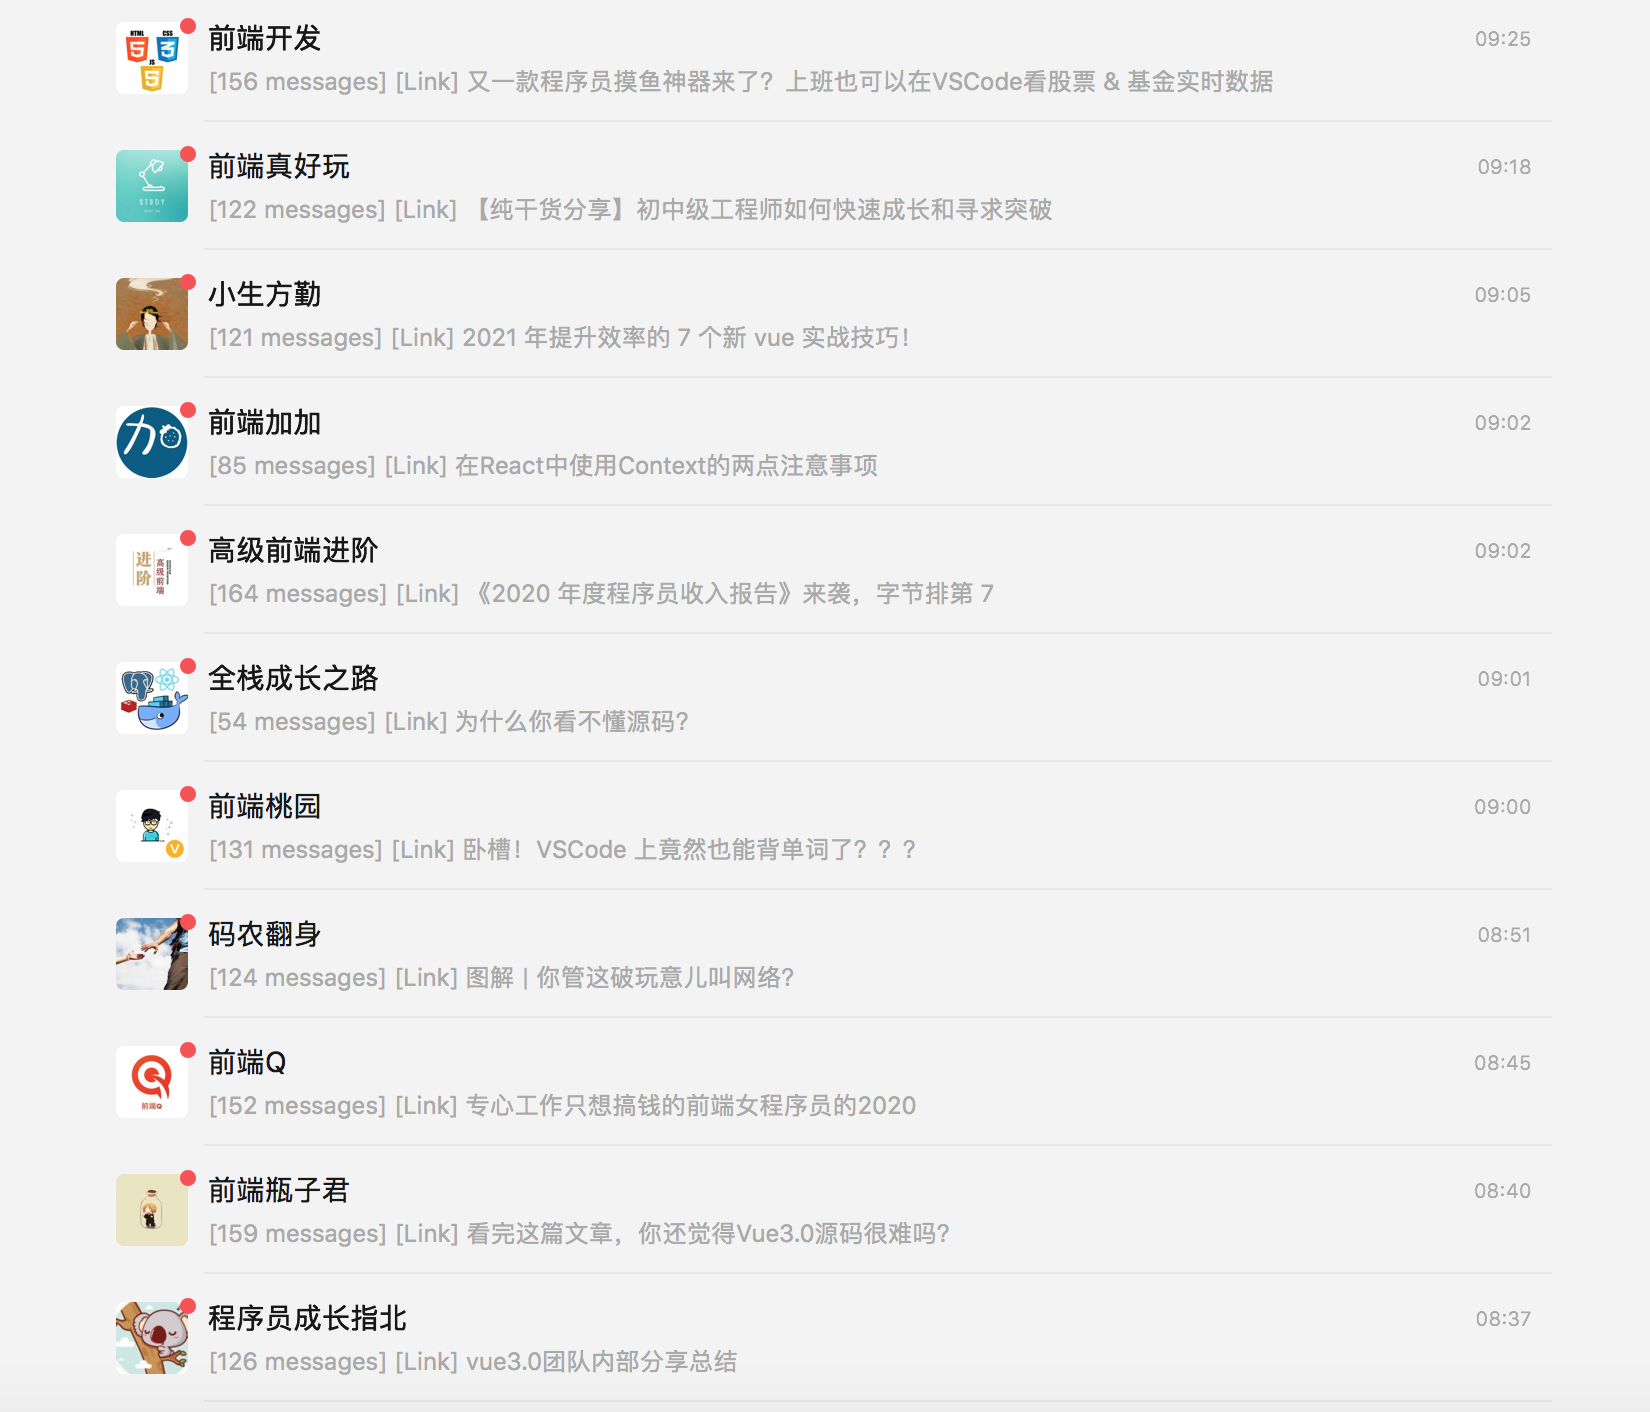 HTML CSS
JS
前端开发
09:25
[156 messages] [Link] 又一款程序员摸鱼神器来了？上班也可以在VSCode看股票 & 基金实时数据
STUDY
前端真好玩
09:18
[122 messages] [Link] 【纯干货分享】初中级工程师如何快速成长和寻求突破
小生方勤
09:05
[121 messages] [Link] 2021 年提升效率的 7 个新 vue 实战技巧！
加
前端加加
09:02
[85 messages] [Link] 在React中使用Context的两点注意事项
进阶
高级前端
高级前端进阶
09:02
[164 messages] [Link] 《2020 年度程序员收入报告》来袭，字节排第 7
全栈成长之路
09:01
[54 messages] [Link] 为什么你看不懂源码?
V
前端桃园
09:00
[131 messages] [Link] 卧槽！VSCode 上竟然也能背单词了？？？
码农翻身
08:51
[124 messages] [Link] 图解 | 你管这破玩意儿叫网络?
前端Q
前端Q
08:45
[152 messages] [Link] 专心工作只想搞钱的前端女程序员的2020
前端瓶子君
08:40
[159 messages] [Link] 看完这篇文章，你还觉得Vue3.0源码很难吗?
程序员成长指北
08:37
[126 messages] [Link] vue3.0团队内部分享总结